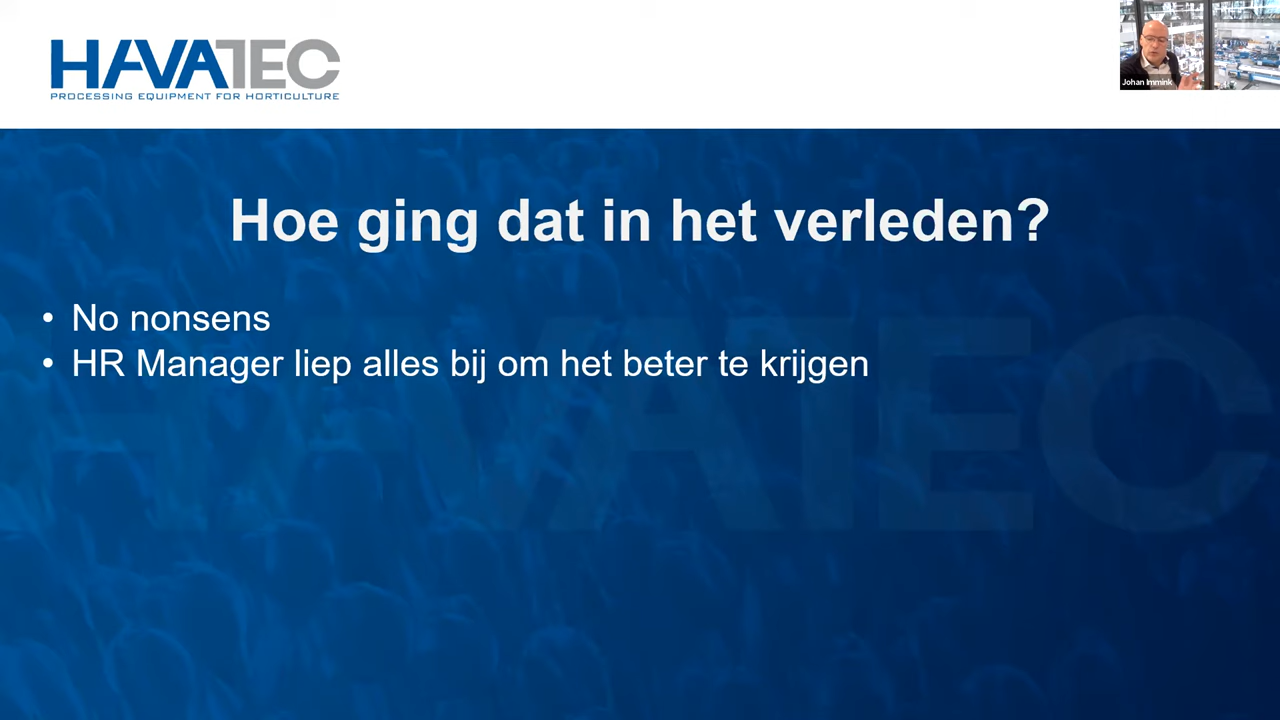 HAVATEC
PROCESSING EQUIPMENT FOR HORTICULTURE
Johan Immink
Hoe ging dat in het verleden?
• No nonsens
• HR Manager liep alles bij om het beter te krijgen
HAVATEC